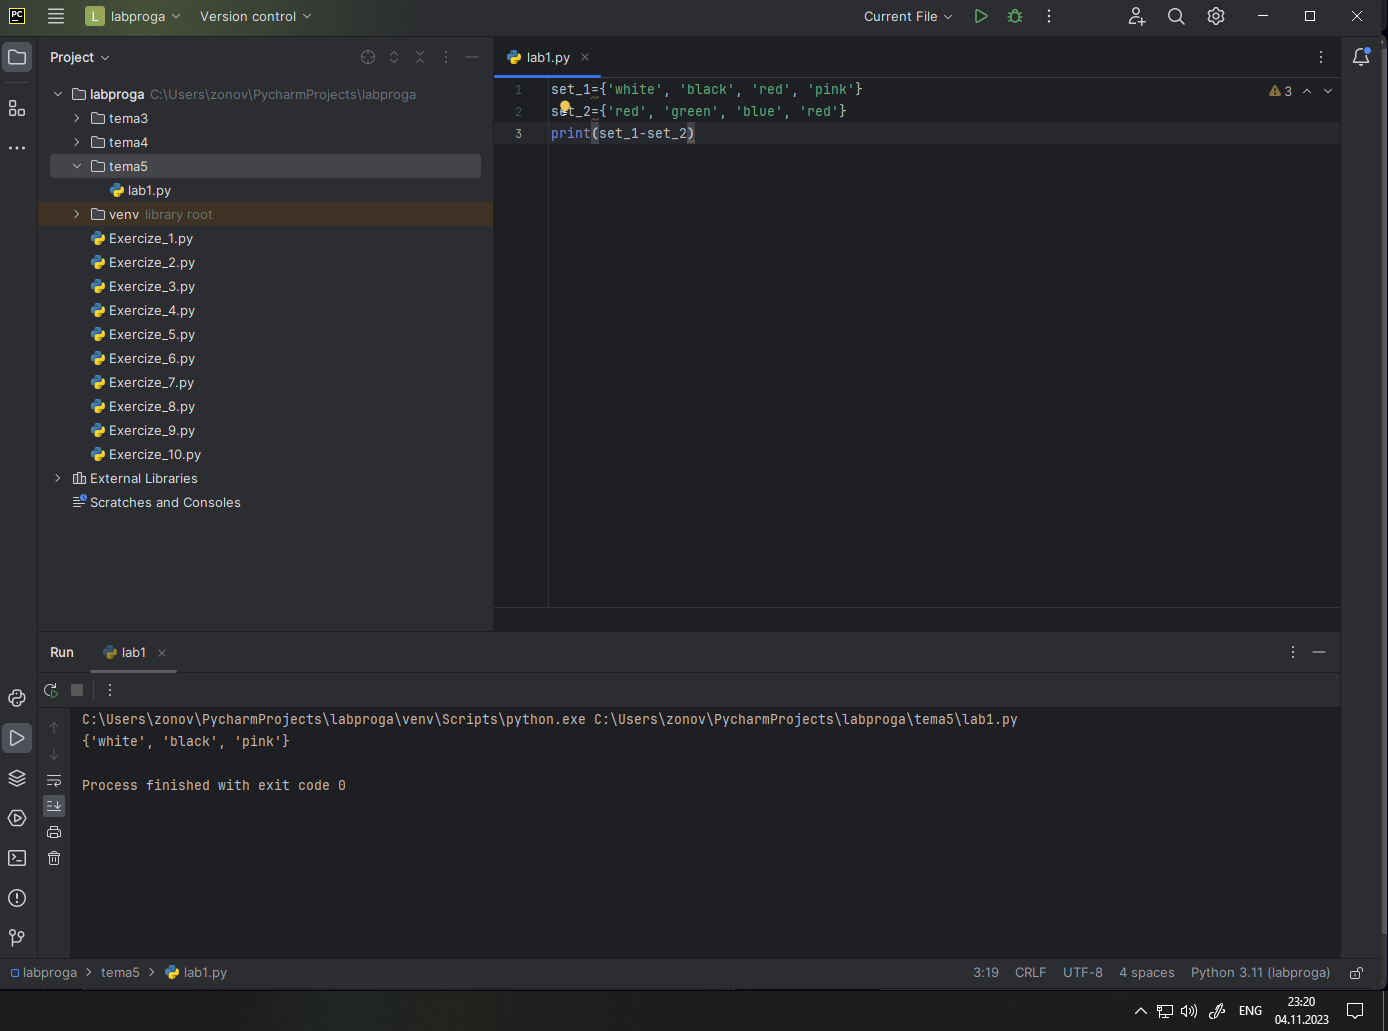 PC L labproga Version control Current File
Project
lab1.py
labproga C:\Users\zonov\PycharmProjects\labproga
tema3
tema4
tema5
lab1.py
venv library root
Exercize_1.py
Exercize_2.py
Exercize_3.py
Exercize_4.py
Exercize_5.py
Exercize_6.py
Exercize_7.py
Exercize_8.py
Exercize_9.py
Exercize_10.py
External Libraries
Scratches and Consoles
1 set_1={'white', 'black', 'red', 'pink'} 3
2 set_2={'red', 'green', 'blue', 'red'}
3 print(set_1-set_2)
Run lab1
C:\Users\zonov\PycharmProjects\labproga\venv\Scripts\python.exe C:\Users\zonov\PycharmProjects\labproga\tema5\lab1.py
{'white', 'black', 'pink'}
Process finished with exit code 0
labproga > tema5 > lab1.py 3:19 CRLF UTF-8 4 spaces Python 3.11 (labproga)
ENG 23:20
04.11.2023